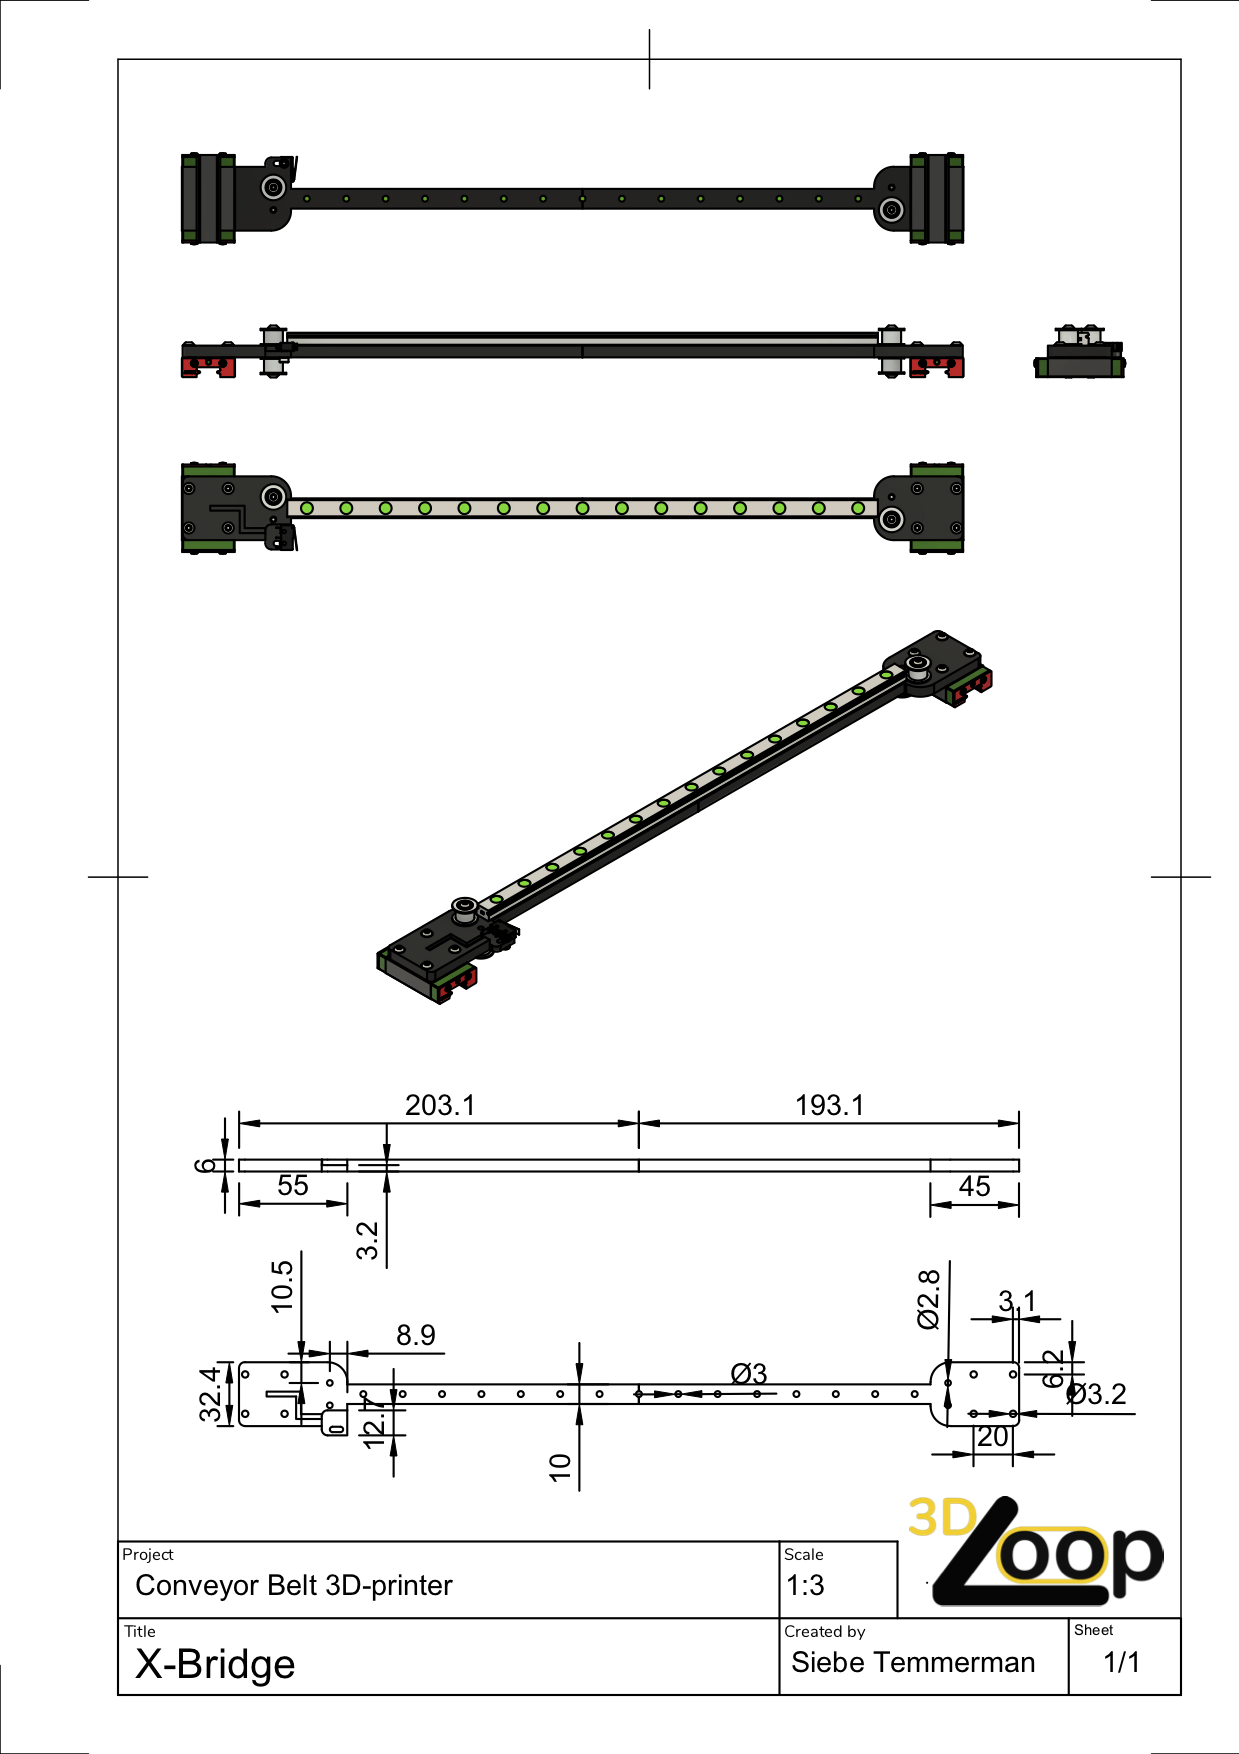 203.1
193.1
6
55
3.2
45
10.5
8.9
32.4
12.7
10
Ø3
Ø2.8
3.1
6.2
Ø3.2
20
3D
Loop
Project
Conveyor Belt 3D-printer
Scale
1:3
Title
X-Bridge
Created by
Siebe Temmerman
Sheet
1/1